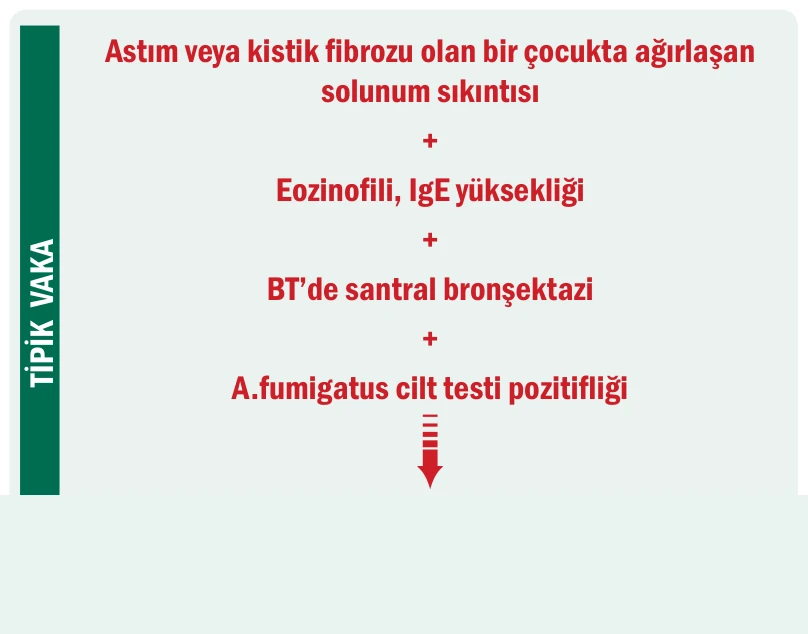 TİPİK VAKA
Astım veya kistik fibrozu olan bir çocukta ağırlaşan
solunum sıkıntısı
+
Eozinofili, IgE yüksekliği
+
BT’de santral bronşektazi
+
A.fumigatus cilt testi pozitifliği